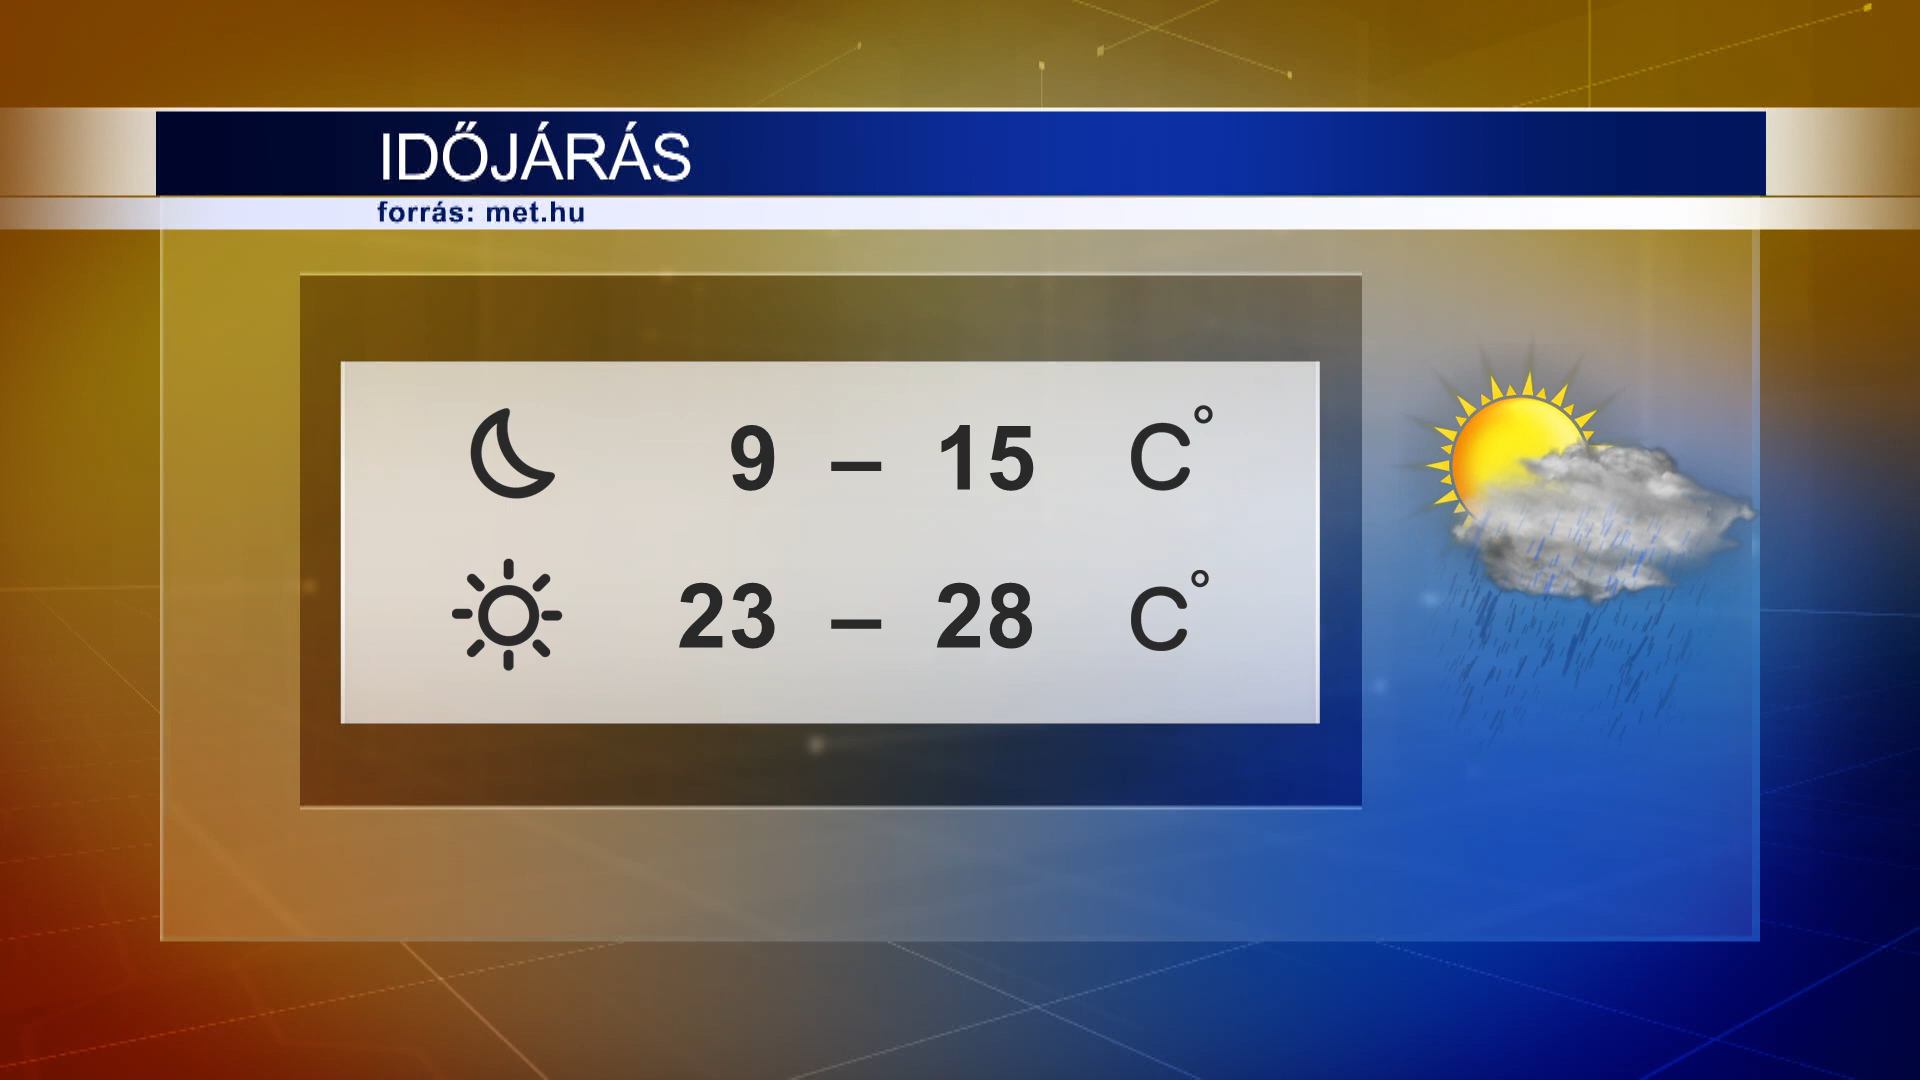 IDŐJÁRÁS
forrás: met.hu
9 – 15 C°
23 – 28 C°